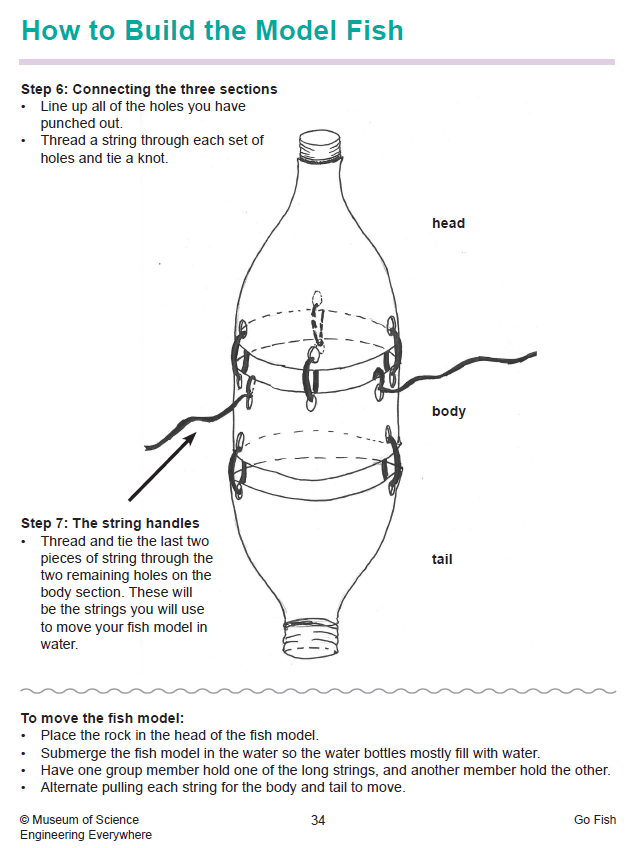 How to Build the Model Fish
Step 6: Connecting the three sections
• Line up all of the holes you have
punched out.
• Thread a string through each set of
holes and tie a knot.
head
body
Step 7: The string handles
• Thread and tie the last two
pieces of string through the
two remaining holes on the
body section. These will
be the strings you will use
to move your fish model in
water.
tail
To move the fish model:
• Place the rock in the head of the fish model.
• Submerge the fish model in the water so the water bottles mostly fill with water.
• Have one group member hold one of the long strings, and another member hold the other.
• Alternate pulling each string for the body and tail to move.
© Museum of Science
Engineering Everywhere
34
Go Fish